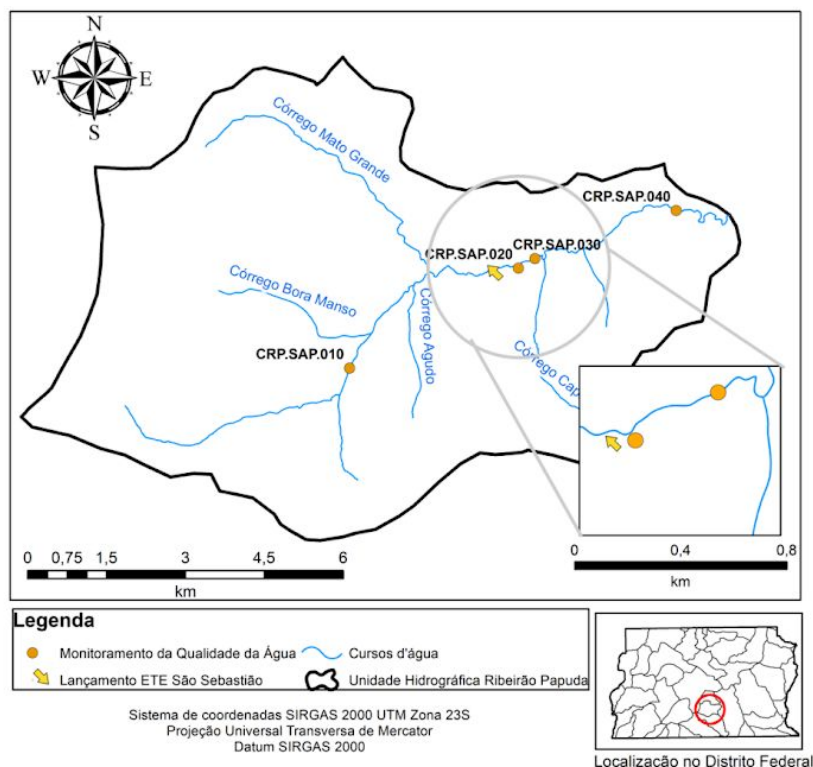 N
W E
S
Córrego Mato Grande
CRP.SAP.040
CRP.SAP.030
CRP.SAP.020
Córrego Bora Manso
Córrego Agudo
CRP.SAP.010
Córrego Cap
0 0,75 1,5 3 4,5 6
km
0 0,4 0,8
km
Legenda
Monitoramento da Qualidade da Água
Cursos d'água
Lançamento ETE São Sebastião
Unidade Hidrográfica Ribeirão Papuda
Sistema de coordenadas SIRGAS 2000 UTM Zona 23S
Projeção Universal Transversa de Mercator
Datum SIRGAS 2000
Localização no Distrito Federal